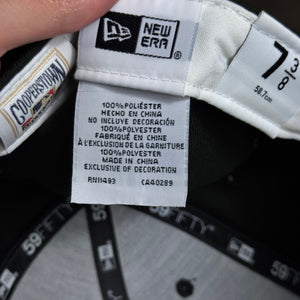 NEW
ERA
®
COOPERSTOWN
7 3/8
58.7cm
100%POLIÉSTER
HECHO EN CHINA
NO INCLUYE DECORACIÓN
100%POLYESTER
FABRIQUÉ EN CHINE
À L'EXCLUSION DE LA GARNITURE
100%POLYESTER
MADE IN CHINA
EXCLUSIVE OF DECORATION
RN11493 CA40289
59FIFTY
59FIFTY
59FIFTY